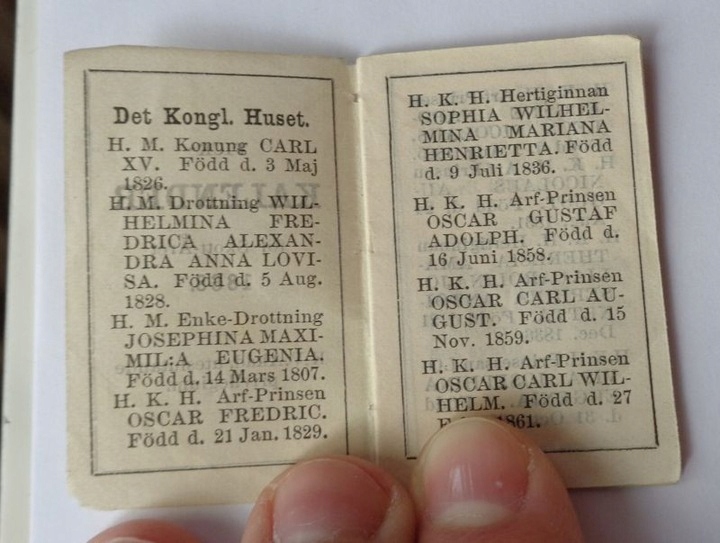 Det Kongl. Huset.
H. M. Konung CARL
XV. Född d. 3 Maj
1826.
H. M. Drottning WIL-
HELMINA FRE-
DRICA ALEXAN-
DRA ANNA LOVI-
SA. Född d. 5 Aug.
1828.
H. M. Enke-Drottning
JOSEPHINA MAXI-
MIL:A EUGENIA.
Född d. 14 Mars 1807.
H. K. H. Arf-Prinsen
OSCAR FREDRIC.
Född d. 21 Jan. 1829.
H. K. H. Hertiginnan
SOPHIA WILHEL-
MINA MARIANA
HENRIETTA. Född
d. 9 Juli 1836.
H. K. H. Arf-Prinsen
OSCAR GUSTAF
ADOLPH. Född d.
16 Juni 1858.
H. K. H. Arf-Prinsen
OSCAR CARL AU-
GUST. Född d. 15
Nov. 1859.
H. K. H. Arf-Prinsen
OSCAR CARL WIL-
HELM. Född d. 27
1861.